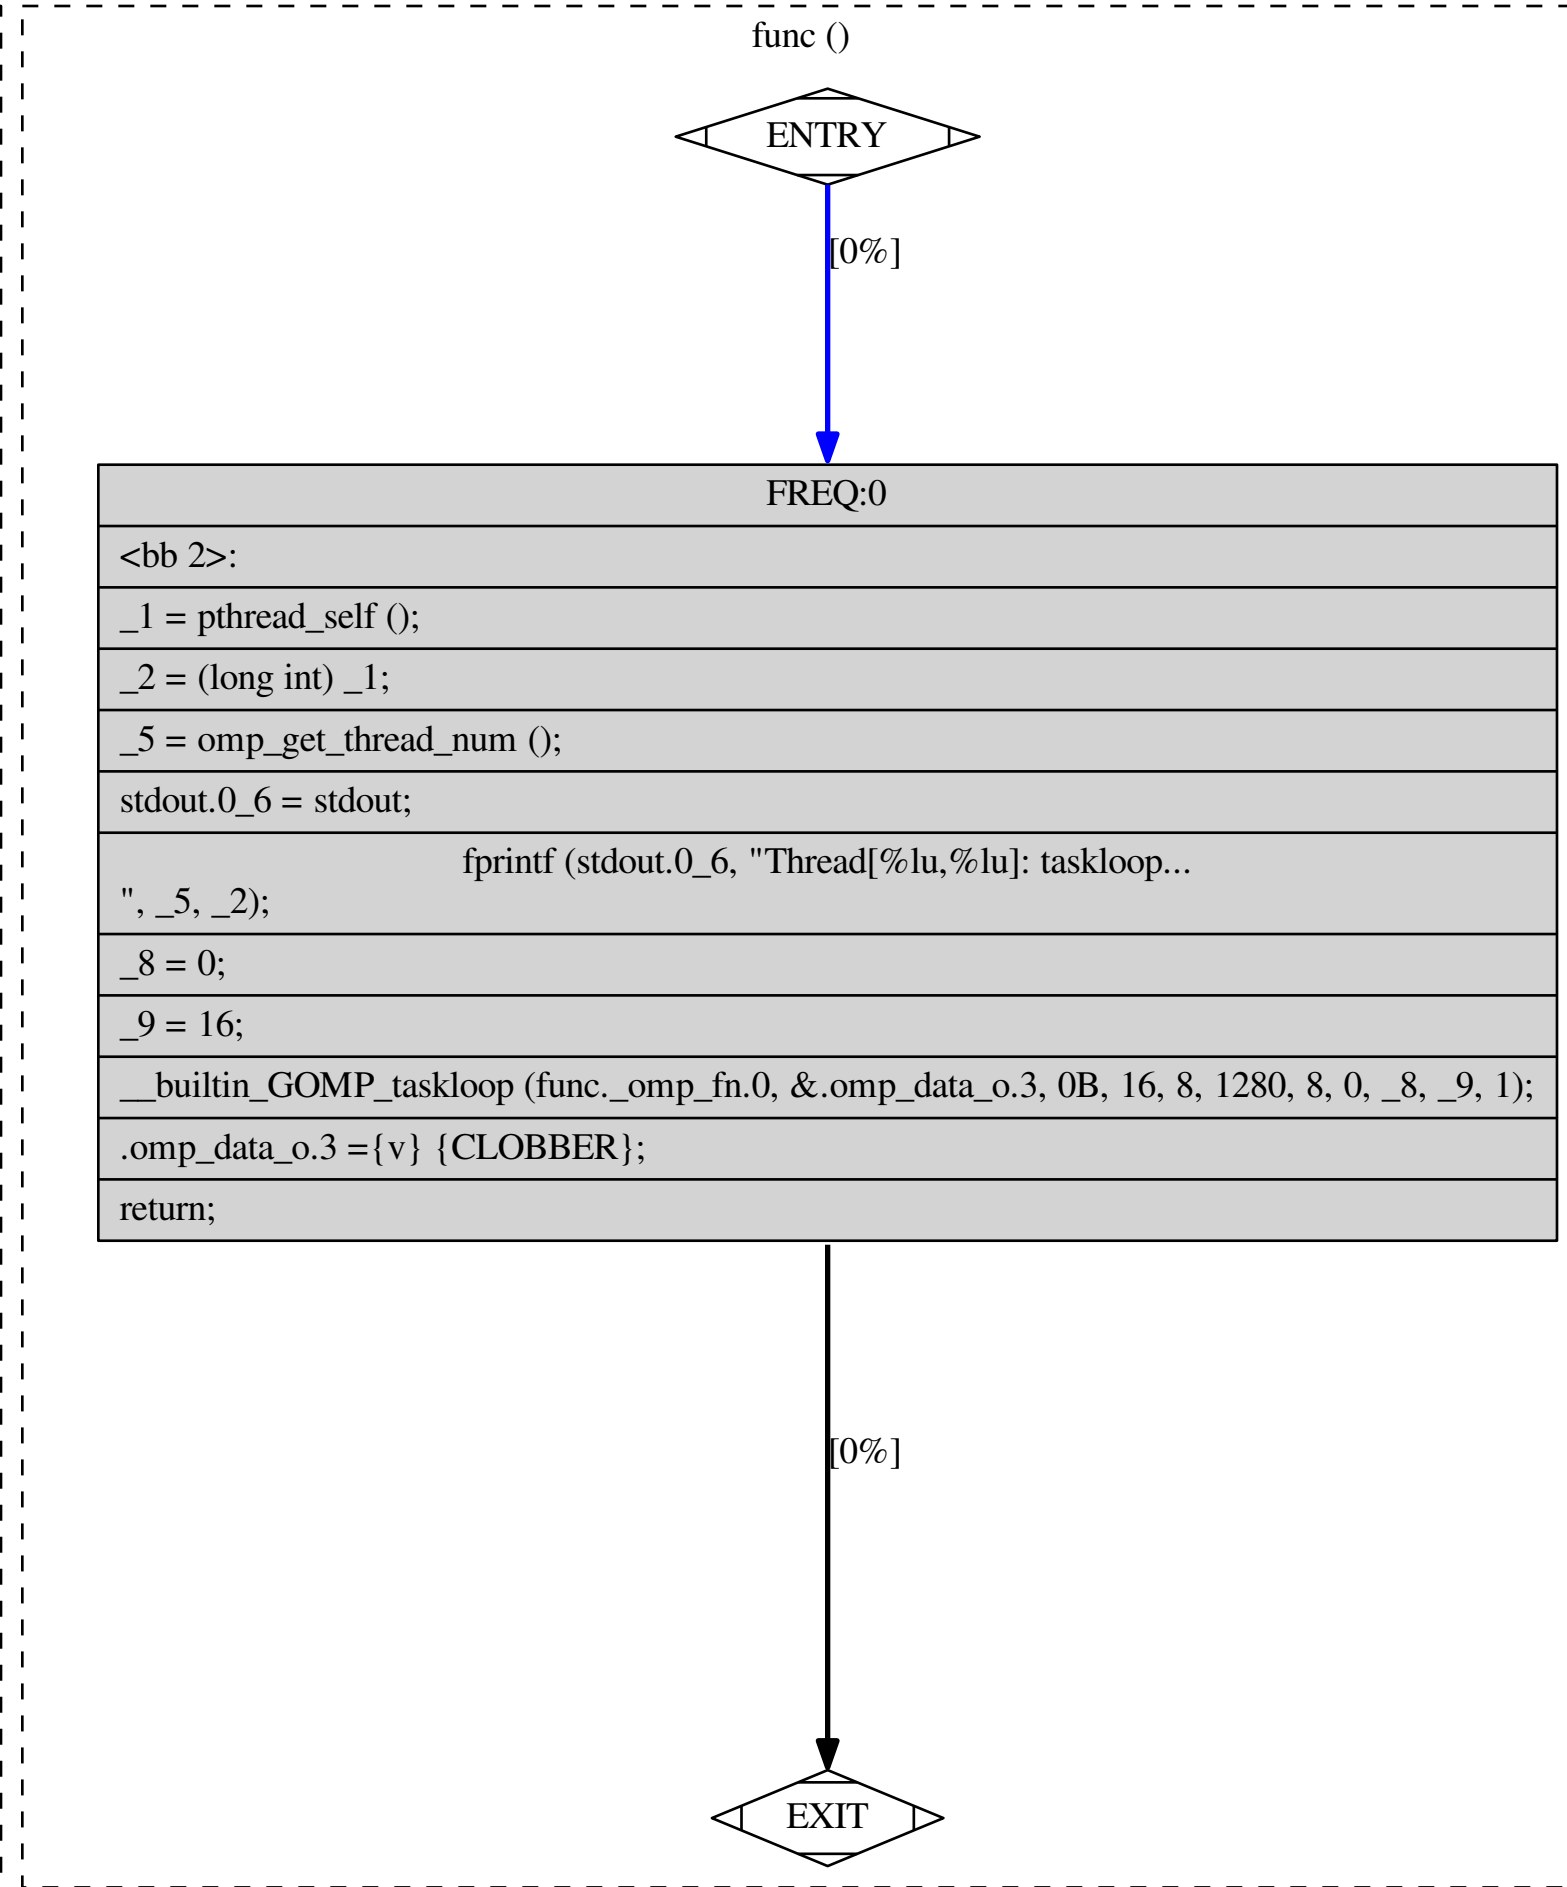 func ()
ENTRY
[0%]
FREQ:0
<bb 2>:
_1 = pthread_self ();
_2 = (long int) _1;
_5 = omp_get_thread_num ();
stdout.0_6 = stdout;
fprintf (stdout.0_6, "Thread[%lu,%lu]: taskloop...
", _5, _2);
_8 = 0;
_9 = 16;
__builtin_GOMP_taskloop (func._omp_fn.0, &.omp_data_o.3, 0B, 16, 8, 1280, 8, 0, _8, _9, 1);
.omp_data_o.3 ={v} {CLOBBER};
return;
[0%]
EXIT